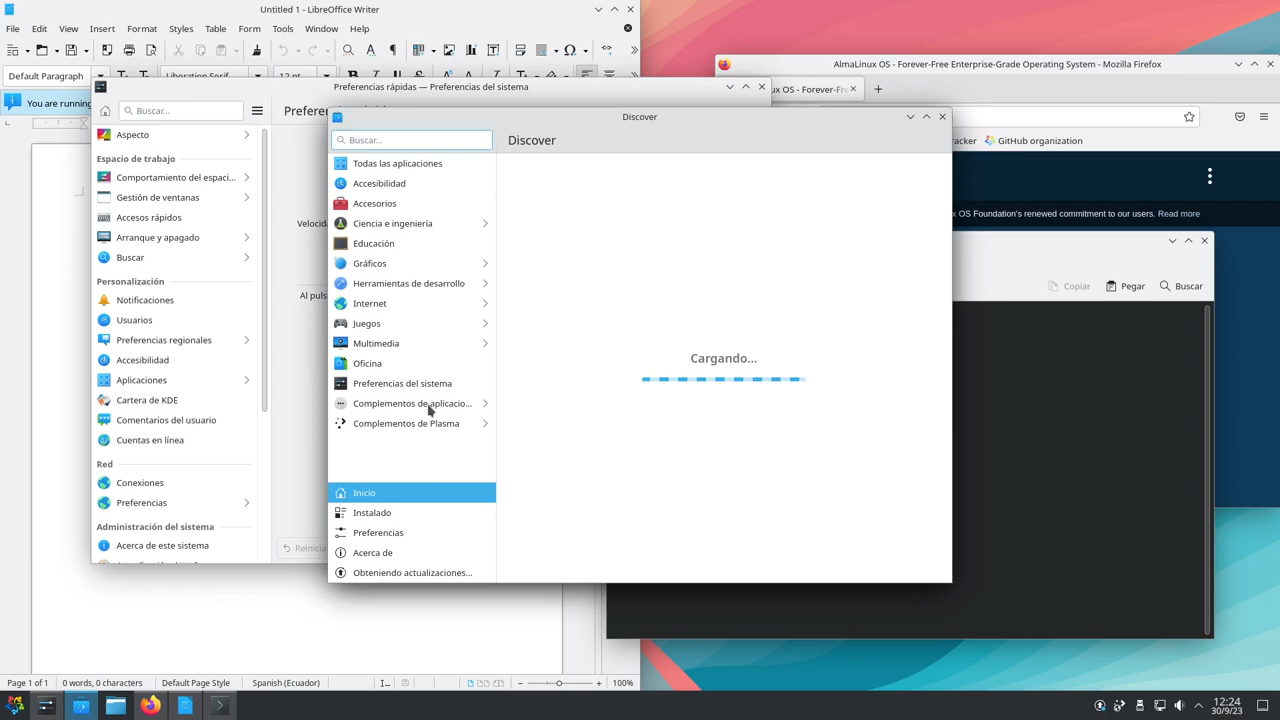 Untitled 1 - LibreOffice Writer
File Edit View Insert Format Styles Table Form Tools Window Help
Default Paragraph
Liberation Serif
12 pt
You are running
Page 1 of 1 0 words, 0 characters Default Page Style Spanish (Ecuador) 100%
Preferencias rápidas — Preferencias del sistema
Buscar...
Aspecto
Espacio de trabajo
Comportamiento del espaci...
Gestión de ventanas
Accesos rápidos
Arranque y apagado
Buscar
Personalización
Notificaciones
Usuarios
Preferencias regionales
Accesibilidad
Aplicaciones
Cartera de KDE
Comentarios del usuario
Cuentas en línea
Red
Conexiones
Preferencias
Administración del sistema
Acerca de este sistema
Prefer
Velocid
Al puls
Reinicia
Discover
Buscar...
Discover
Todas las aplicaciones
Accesibilidad
Accesorios
Ciencia e ingeniería
Educación
Gráficos
Herramientas de desarrollo
Internet
Juegos
Multimedia
Oficina
Preferencias del sistema
Complementos de aplicacio...
Complementos de Plasma
Inicio
Instalado
Preferencias
Acerca de
Obteniendo actualizaciones...
Cargando...
AlmaLinux OS - Forever-Free Enterprise-Grade Operating System - Mozilla Firefox
ux OS - Forever-Fre
racker GitHub organization
x OS Foundation's renewed commitment to our users. Read more
Copiar Pegar Buscar
12:24
30/9/23